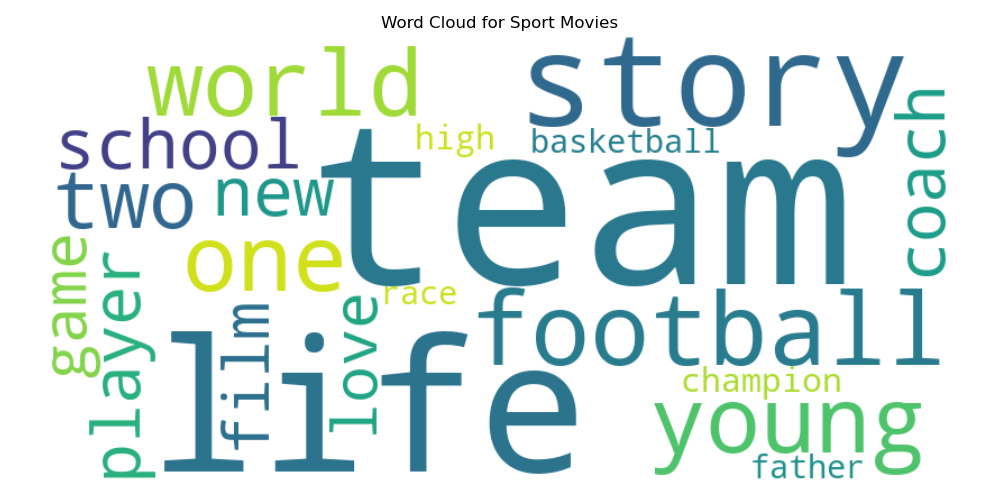 Word Cloud for Sport Movies
world
story
school
high
basketball
coach
two
new
team
one
game
player
race
film
love
football
life
champion
young
father